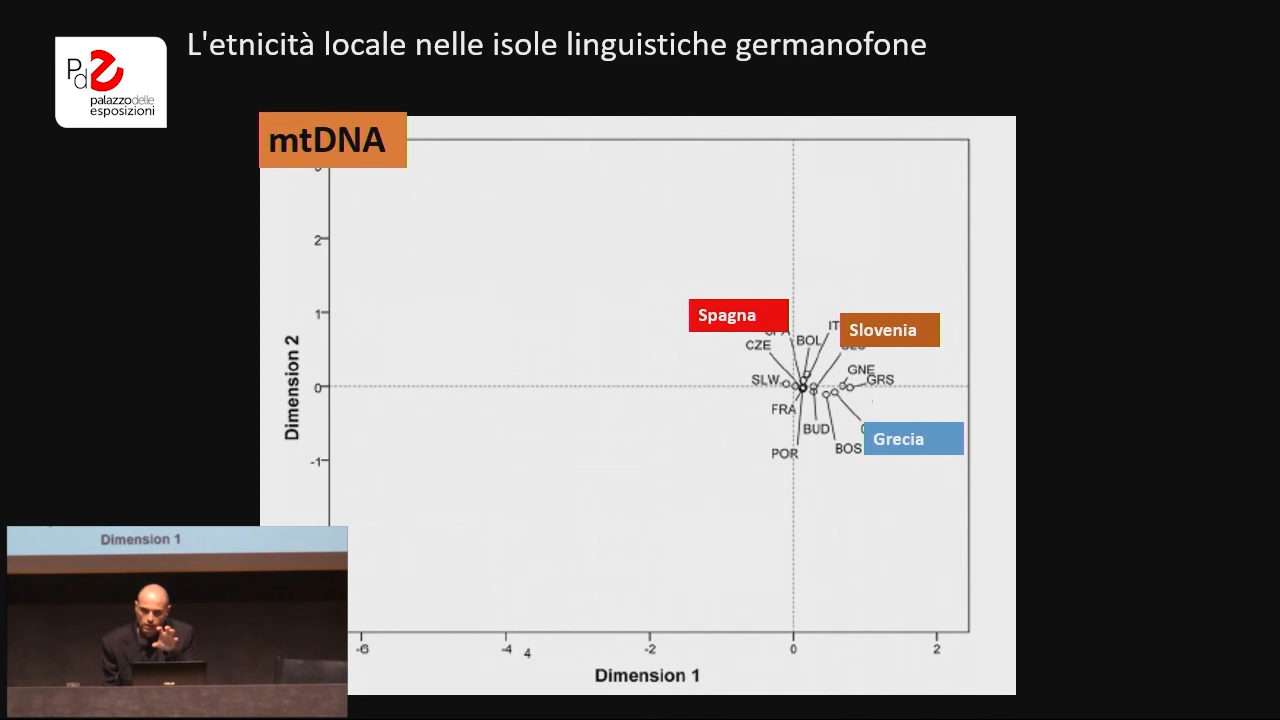 L'etnicità locale nelle isole linguistiche germanofone
Pd
palazzodelle
esposizioni
mtDNA
2
1
0
-1
Dimension 2
Spagna
Slovenia
CZE
BOL
IT
SLW
GNE
GRS
FRA
BUD
POR
BOS
Grecia
-6
-4
4
-2
0
2
Dimension 1
Dimension 1